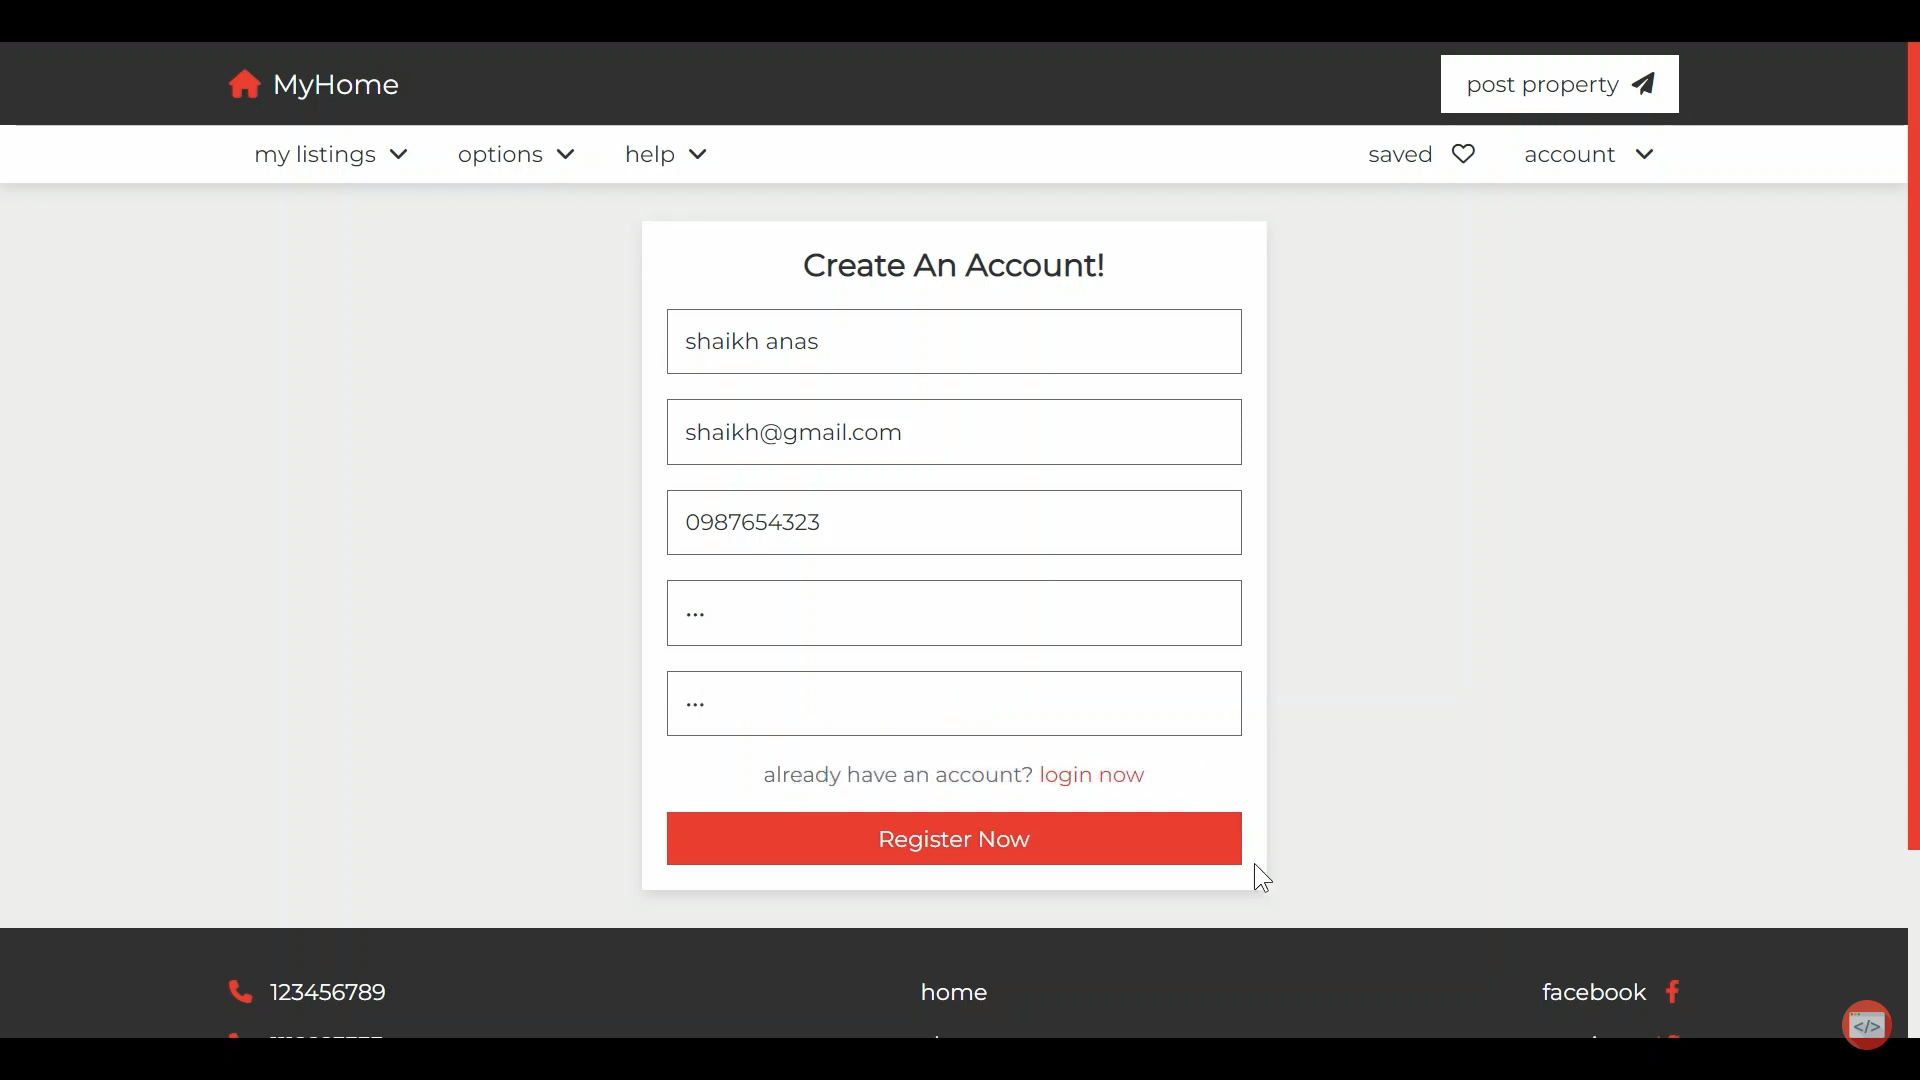 MyHome
post property
my listings
options
help
saved
account
Create An Account!
shaikh anas
shaikh@gmail.com
0987654323
...
...
already have an account? login now
Register Now
123456789
home
facebook
</>